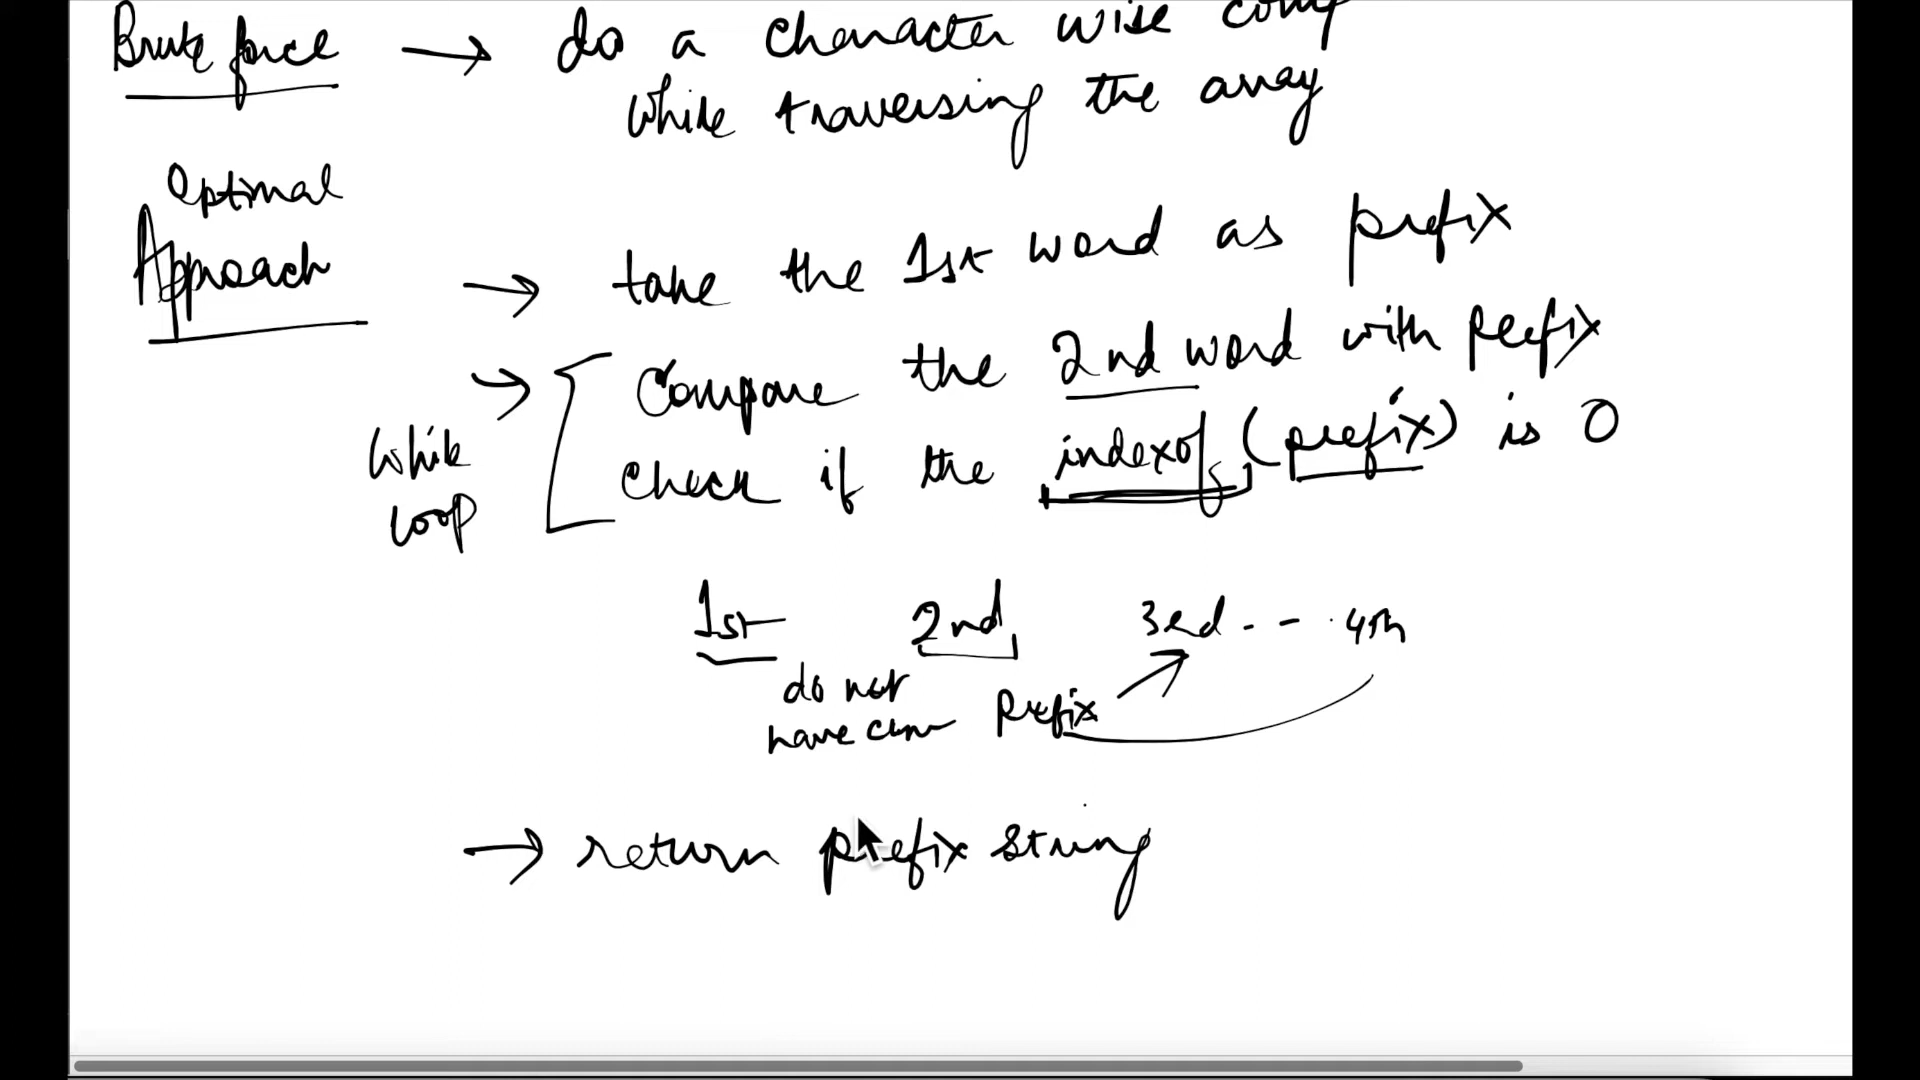 Brute force → do a character wise comp
while traversing the array
Optimal
Approach
→ take the 1st word as prefix
→ Compare the 2nd word with prefix
while loop
check if the indexof (prefix) is 0
1st 2nd 3rd - - . 4th
do not
have com prefix
→ return prefix string